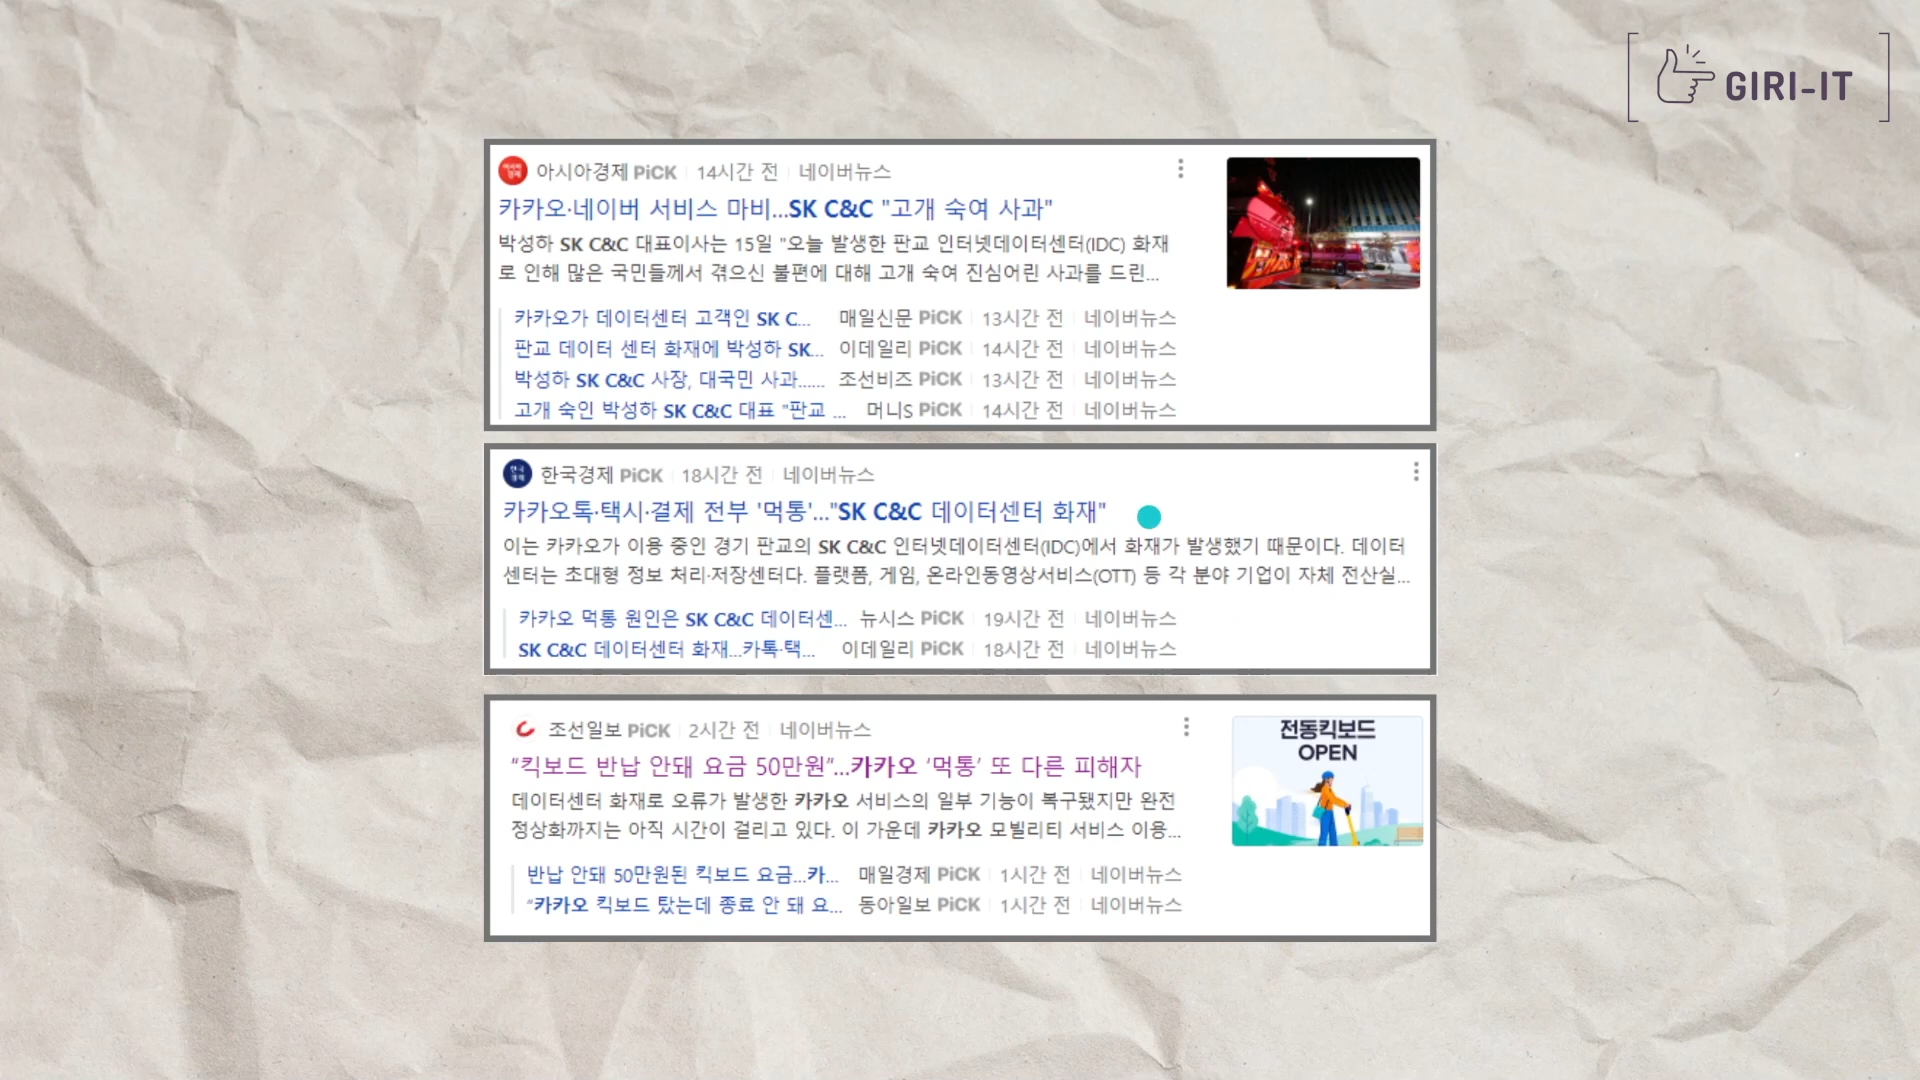 GIRI-IT
아시아경제 PiCK 14시간 전 네이버뉴스
카카오·네이버 서비스 마비...SK C&C "고개 숙여 사과"
박성하 SK C&C 대표이사는 15일 "오늘 발생한 판교 인터넷데이터센터(IDC) 화재
로 인해 많은 국민들께서 겪으신 불편에 대해 고개 숙여 진심어린 사과를 드린...
카카오가 데이터센터 고객인 SK C... 매일신문 PiCK 13시간 전 네이버뉴스
판교 데이터 센터 화재에 박성하 SK... 이데일리 PiCK 14시간 전 네이버뉴스
박성하 SK C&C 사장, 대국민 사과...... 조선비즈 PiCK 13시간 전 네이버뉴스
고개 숙인 박성하 SK C&C 대표 "판교 ... 머니S PiCK 14시간 전 네이버뉴스
한국경제 PiCK 18시간 전 네이버뉴스
카카오톡·택시·결제 전부 '먹통'..."SK C&C 데이터센터 화재"
이는 카카오가 이용 중인 경기 판교의 SK C&C 인터넷데이터센터(IDC)에서 화재가 발생했기 때문이다. 데이터
센터는 초대형 정보 처리·저장센터다. 플랫폼, 게임, 온라인동영상서비스(OTT) 등 각 분야 기업이 자체 전산실...
카카오 먹통 원인은 SK C&C 데이터센... 뉴시스 PiCK 19시간 전 네이버뉴스
SK C&C 데이터센터 화재...카톡·택... 이데일리 PiCK 18시간 전 네이버뉴스
조선일보 PiCK 2시간 전 네이버뉴스
“킥보드 반납 안돼 요금 50만원”...카카오 ‘먹통’ 또 다른 피해자
데이터센터 화재로 오류가 발생한 카카오 서비스의 일부 기능이 복구됐지만 완전
정상화까지는 아직 시간이 걸리고 있다. 이 가운데 카카오 모빌리티 서비스 이용...
반납 안돼 50만원된 킥보드 요금...카... 매일경제 PiCK 1시간 전 네이버뉴스
“카카오 킥보드 탔는데 종료 안 돼 요... 동아일보 PiCK 1시간 전 네이버뉴스
전동킥보드
OPEN